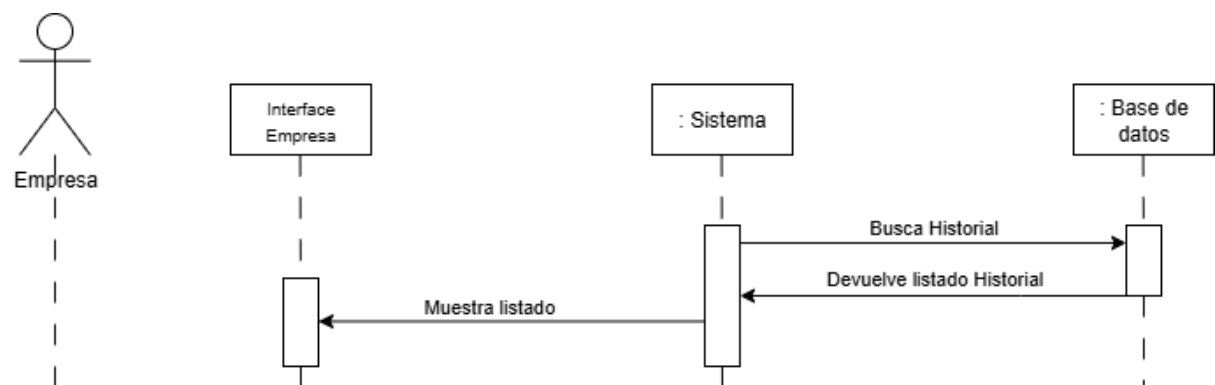 Empresa
Interface
Empresa
: Sistema
: Base de
datos
Busca Historial
Devuelve listado Historial
Muestra listado